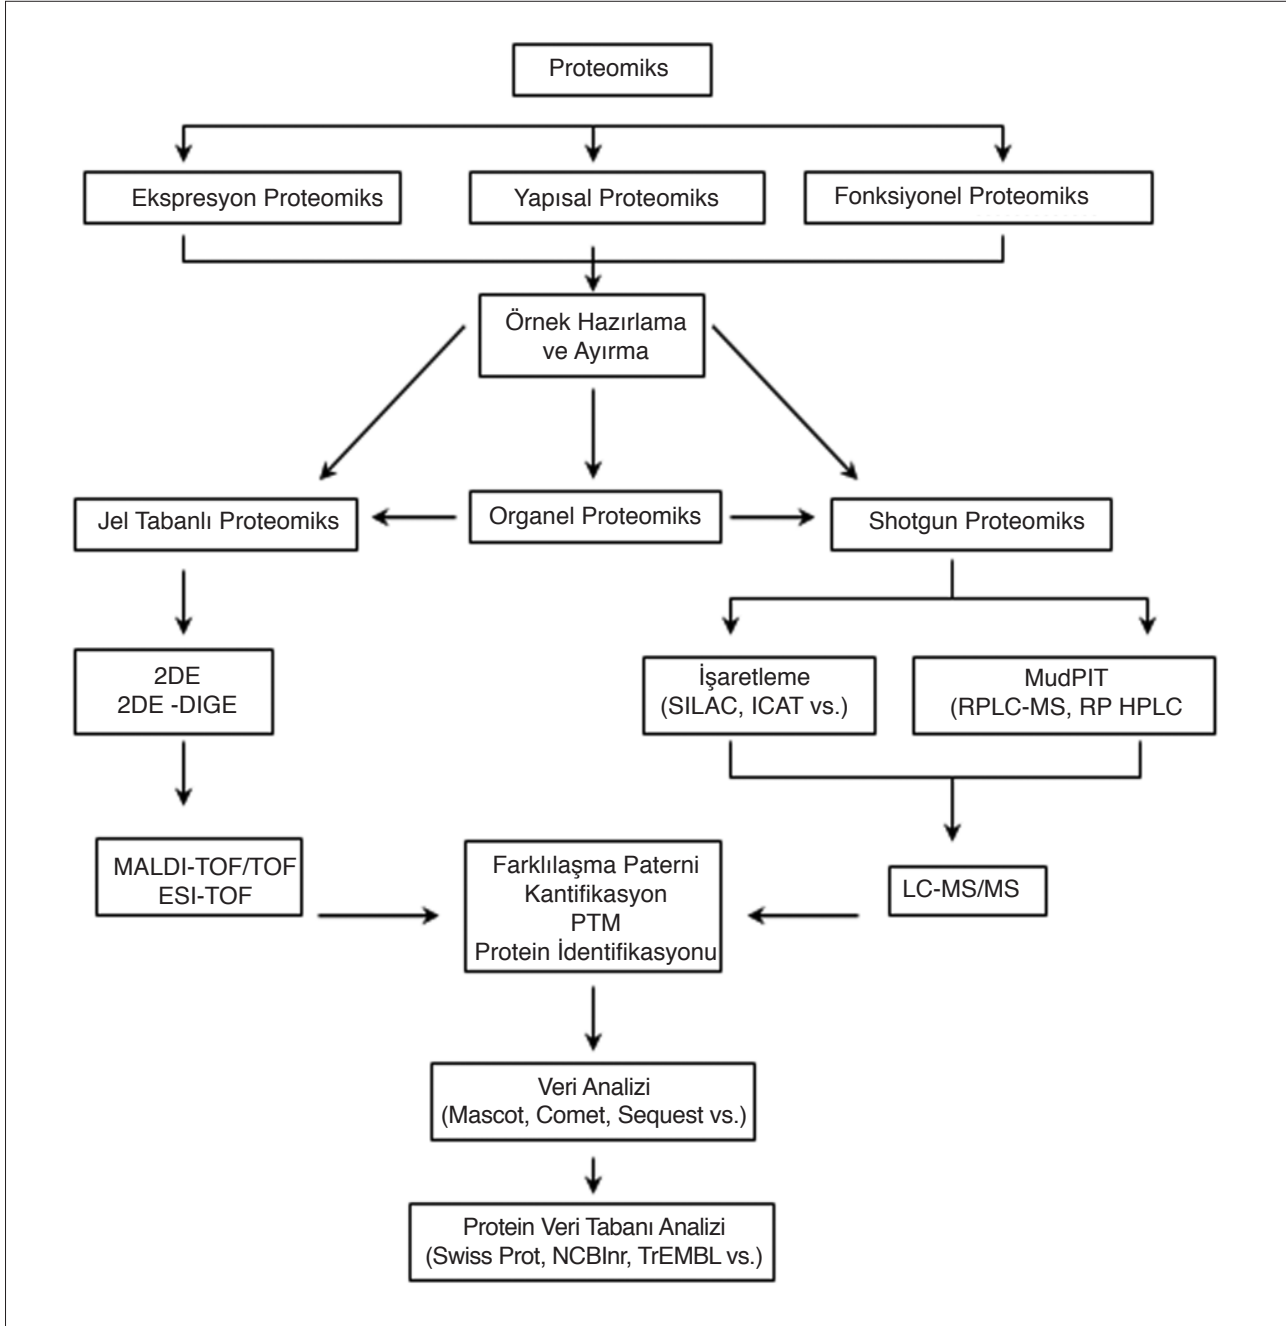 Proteomiks
Ekspresyon Proteomiks
Yapısal Proteomiks
Fonksiyonel Proteomiks
Örnek Hazırlama
ve Ayırma
Jel Tabanlı Proteomiks
Organel Proteomiks
Shotgun Proteomiks
2DE
2DE -DIGE
İşaretleme
(SILAC, ICAT vs.)
MudPIT
(RPLC-MS, RP HPLC
MALDI-TOF/TOF
ESI-TOF
Farklılaşma Paterni
Kantifikasyon
PTM
Protein İdentifikasyonu
LC-MS/MS
Veri Analizi
(Mascot, Comet, Sequest vs.)
Protein Veri Tabanı Analizi
(Swiss Prot, NCBInr, TrEMBL vs.)